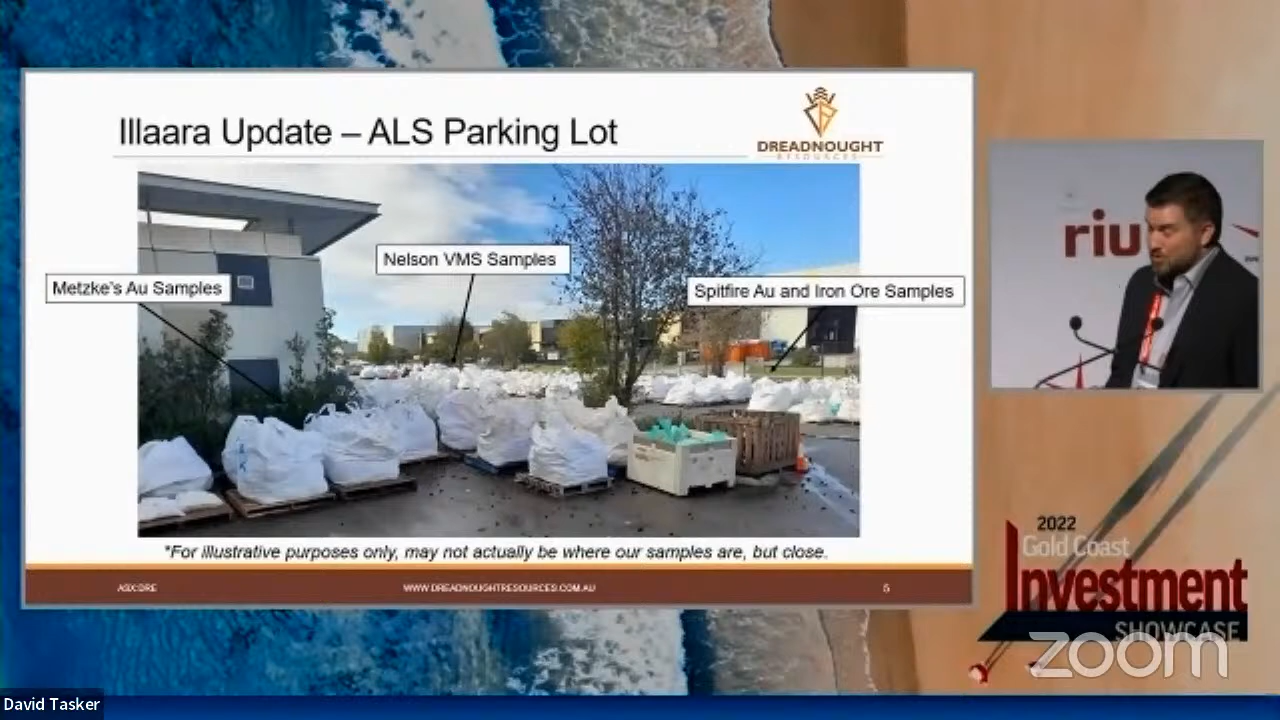 Illaara Update – ALS Parking Lot
DREADNOUGHT
RESOURCES
Nelson VMS Samples
Metzke's Au Samples
Spitfire Au and Iron Ore Samples
*For illustrative purposes only, may not actually be where our samples are, but close.
ASX:DRE
WWW.DREADNOUGHTRESOURCES.COM.AU
5
riu
2022
Gold Coast
Investment
SHOWCASE
zoom
David Tasker